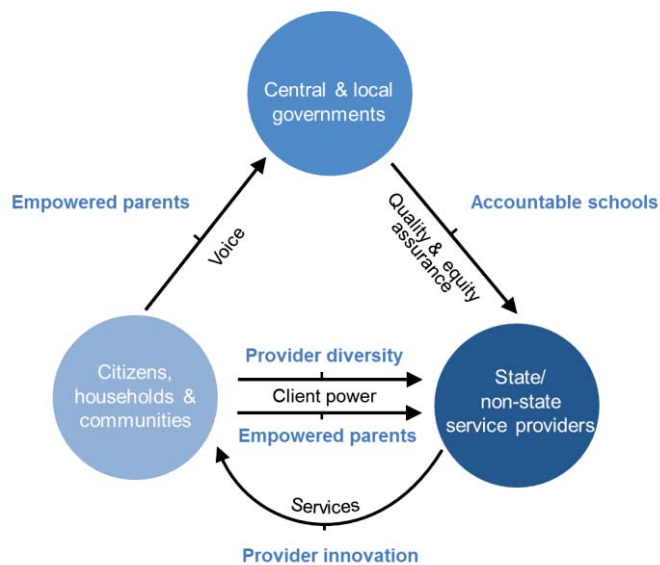 Central & local
governments
Empowered parents
Accountable schools
Voice
Quality & equity
assurance
Citizens,
households &
communities
Provider diversity
Client power
Empowered parents
State/
non-state
service providers
Services
Provider innovation